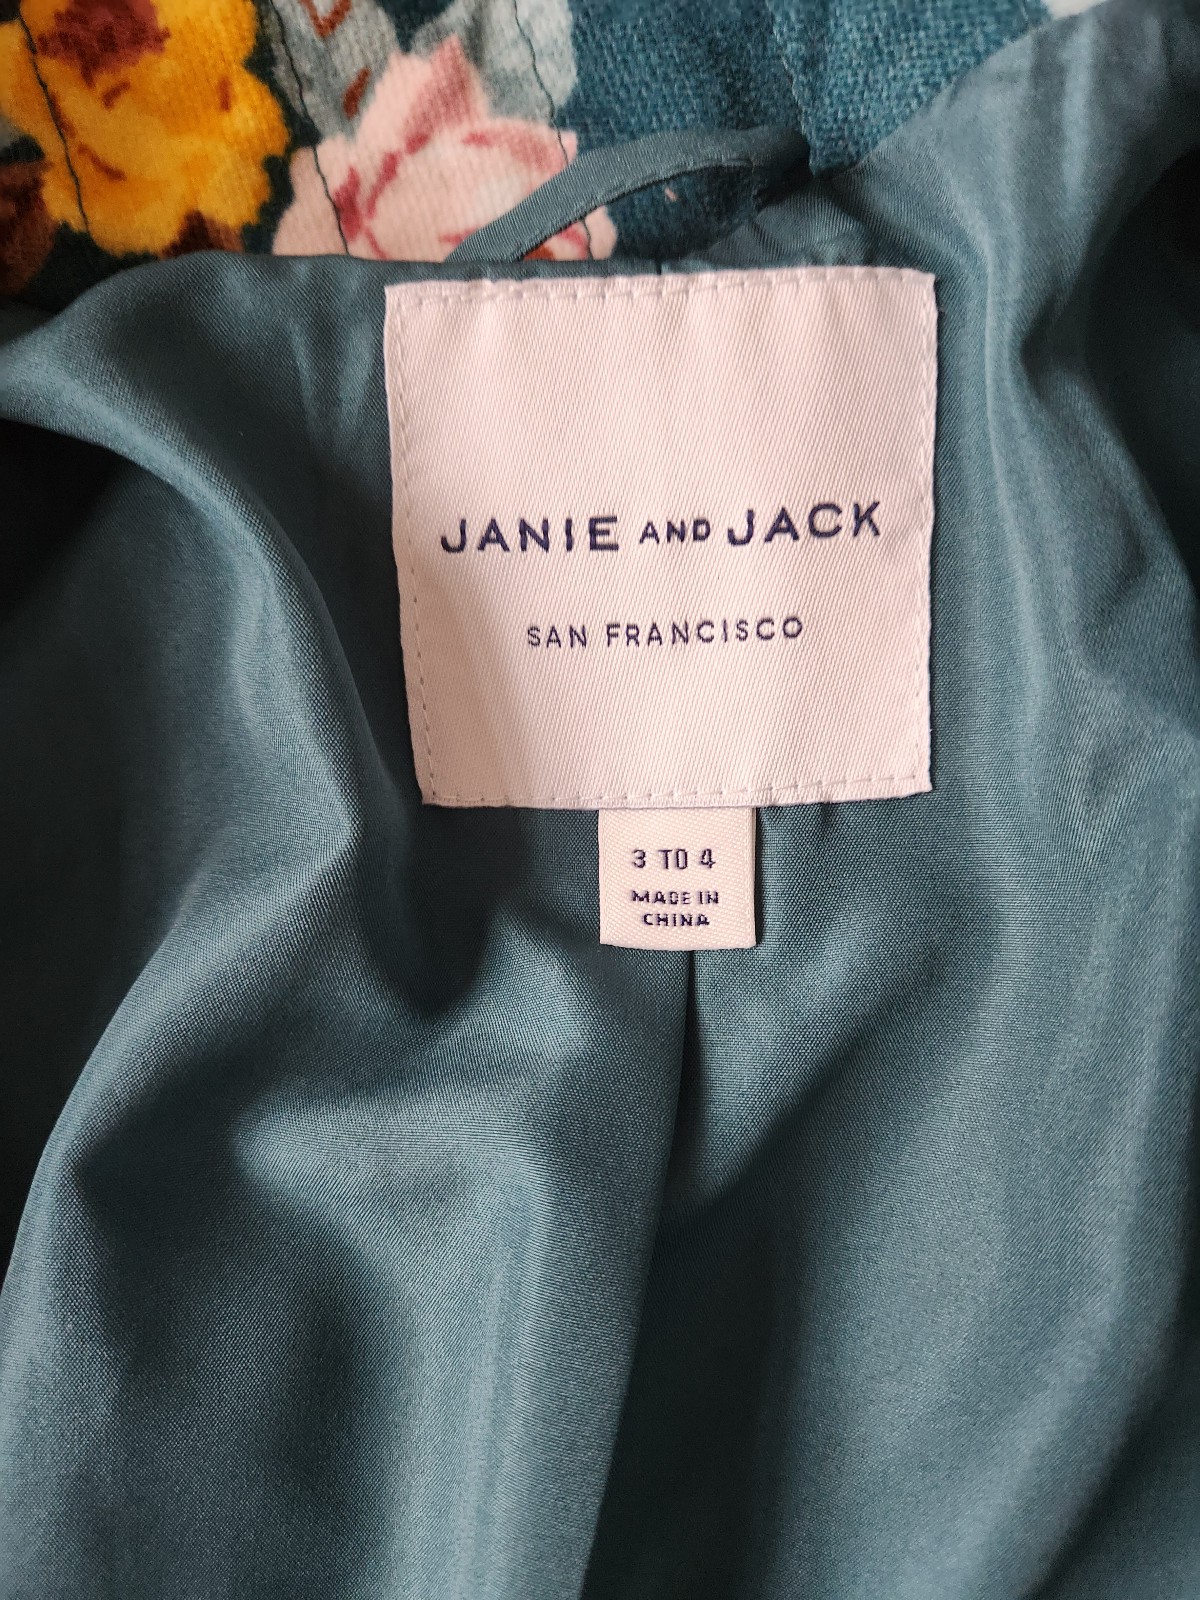 JANIE AND JACK
SAN FRANCISCO
3 TO 4
MADE IN
CHINA